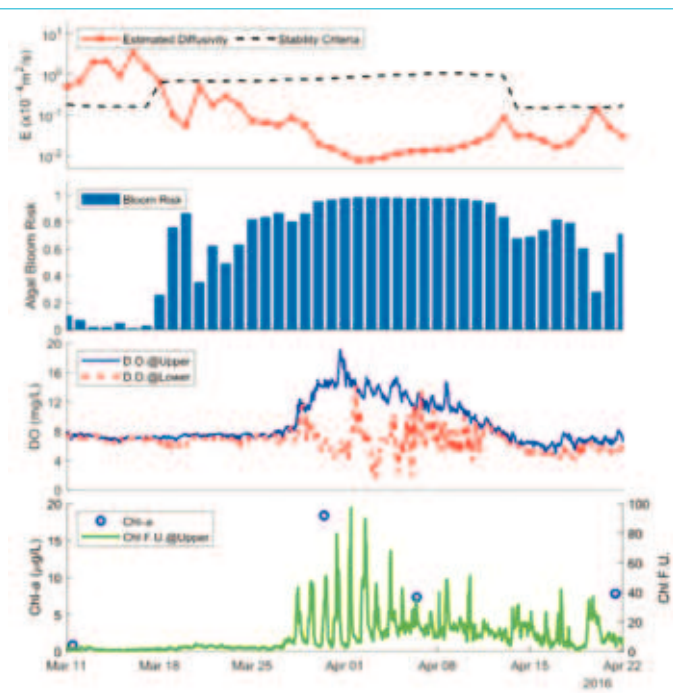 Estimated Diffusivity
Stability Criteria
E (x10⁻⁴m²/s)
10¹
10⁰
10⁻¹
10⁻²
Bloom Risk
Algal Bloom Risk
1
0.8
0.6
0.4
0.2
0
D.O.@Upper
D.O.@Lower
DO (mg/L)
20
16
12
8
4
0
Chl-a
Chl F.U.@Upper
Chl-a (μg/L)
20
15
10
5
0
100
80
60
40
20
0
Chl F.U.
Mar 11
Mar 18
Mar 25
Apr 01
Apr 08
Apr 15
Apr 22
2016